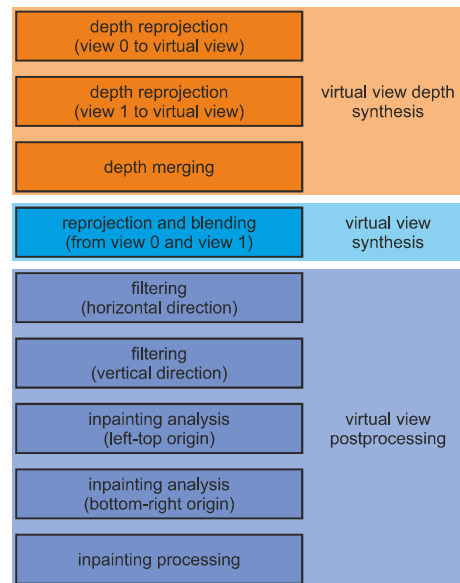 depth reprojection
(view 0 to virtual view)
depth reprojection
(view 1 to virtual view)
virtual view depth
synthesis
depth merging
reprojection and blending
(from view 0 and view 1)
virtual view
synthesis
filtering
(horizontal direction)
filtering
(vertical direction)
inpainting analysis
(left-top origin)
virtual view
postprocessing
inpainting analysis
(bottom-right origin)
inpainting processing